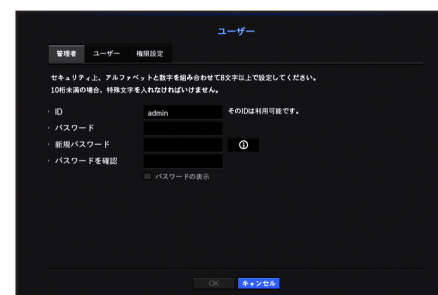 ユーザー
管理者 ユーザー 権限設定
セキュリティ上、アルファベットと数字を組み合わせて8文字以上で設定してください。
10桁未満の場合、特殊文字を入れなければいけません。
ID admin そのIDは利用可能です。
パスワード
新規パスワード
パスワードを確認
パスワードの表示
OK キャンセル